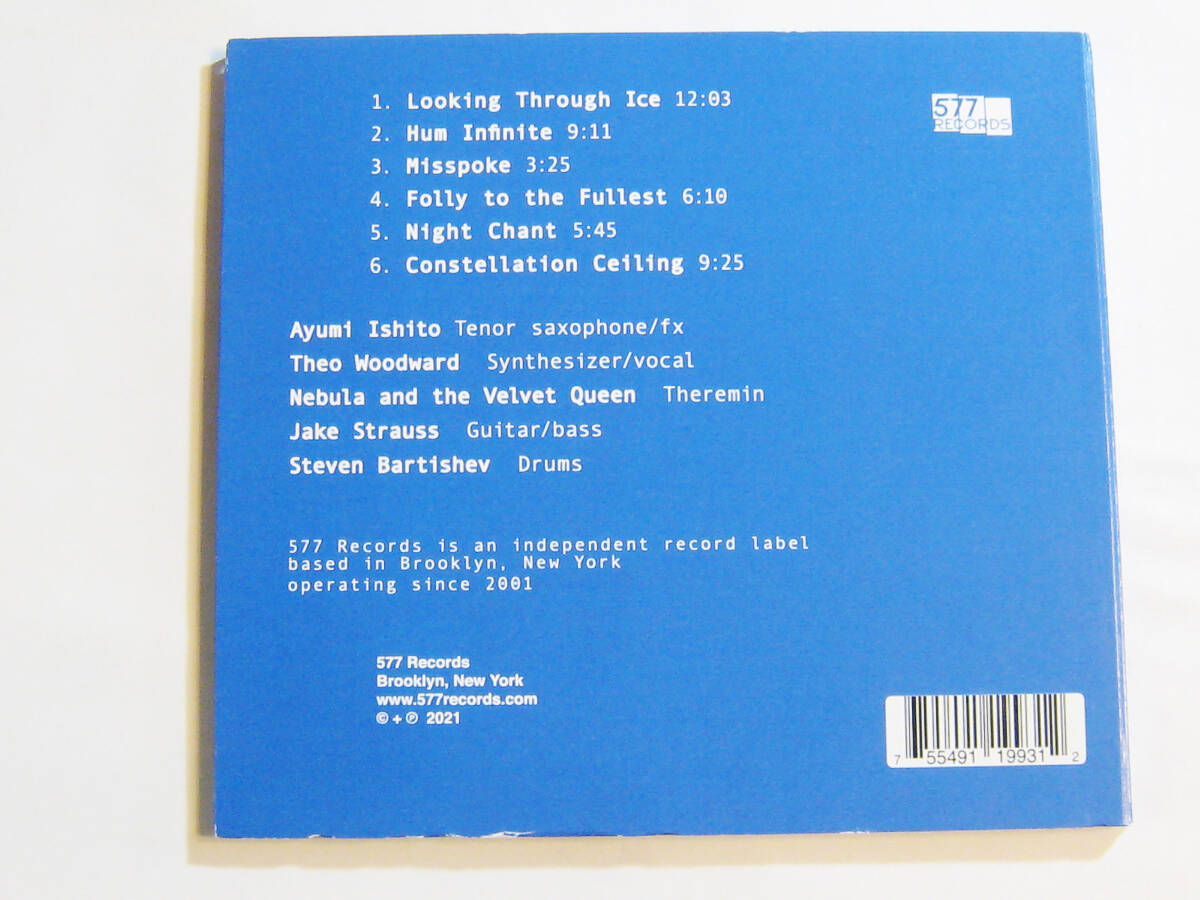 1. Looking Through Ice 12:03
2. Hum Infinite 9:11
3. Misspoke 3:25
4. Folly to the Fullest 6:10
5. Night Chant 5:45
6. Constellation Ceiling 9:25
577
RECORDS
Ayumi Ishito Tenor saxophone/fx
Theo Woodward Synthesizer/vocal
Nebula and the Velvet Queen Theremin
Jake Strauss Guitar/bass
Steven Bartishev Drums
577 Records is an independent record label
based in Brooklyn, New York
operating since 2001
577 Records
Brooklyn, New York
www.577records.com
© + ℗ 2021
7 55491 19931 2